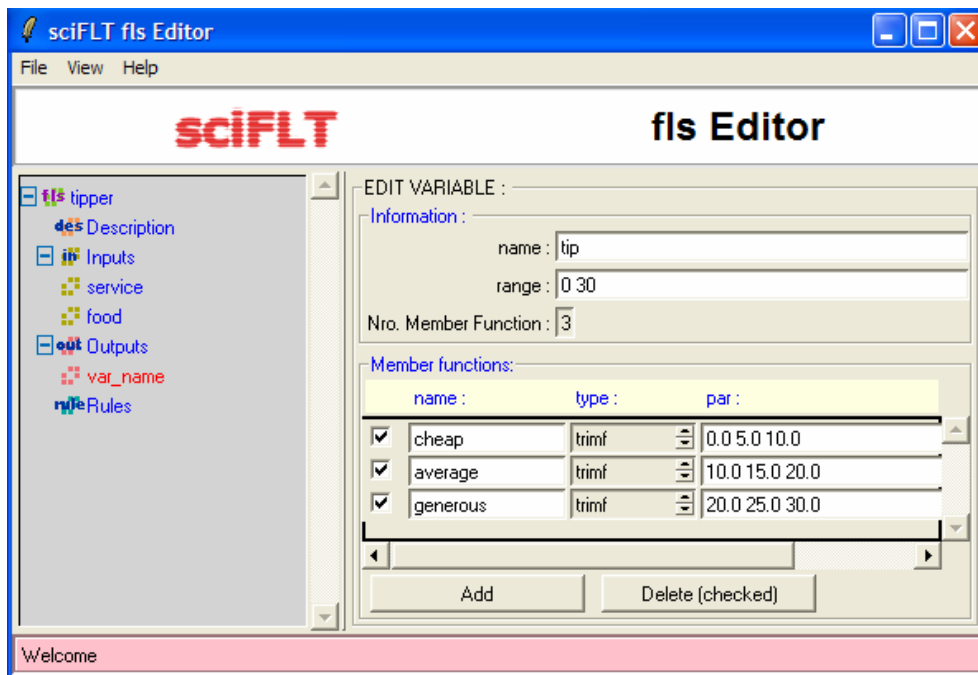 sciFLT fls Editor
File View Help
sciFLT fls Editor
fls tipper
des Description
in Inputs
service
food
out Outputs
var_name
rule Rules
EDIT VARIABLE :
Information :
name : tip
range : 0 30
Nro. Member Function : 3
Member functions:
name : type : par :
cheap trimf 0.0 5.0 10.0
average trimf 10.0 15.0 20.0
generous trimf 20.0 25.0 30.0
Add Delete (checked)
Welcome